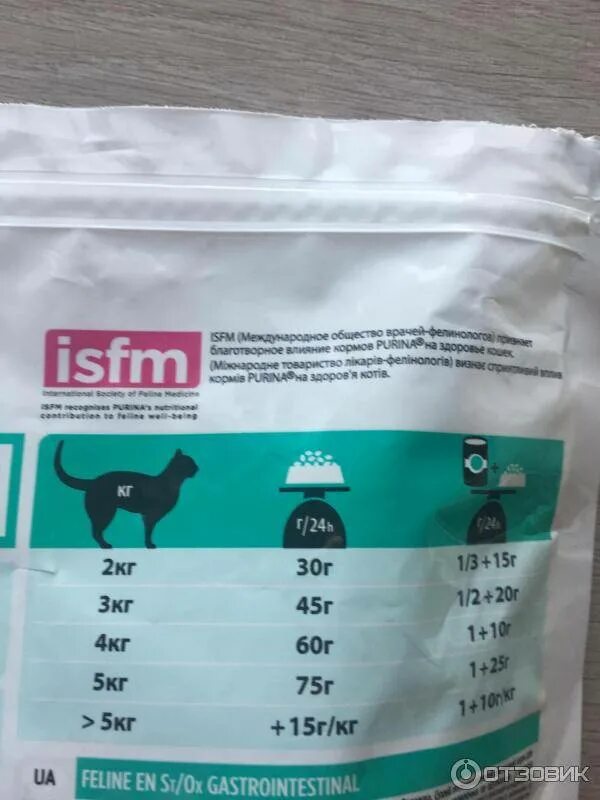 isfm
International Society of Feline Medicine
ISFM recognises PURINA's nutritional
contribution to feline well-being
ISFM (Международное общество врачей-фелинологов) признает
благотворное влияние кормов PURINA® на здоровье кошек.
(Міжнародне товариство лікарів-фелінологів) визнає сприятливий вплив
кормів PURINA® на здоров'я котів.
кг г/24h + г/24h
2кг 30г 1/3+15г
3кг 45г 1/2+20г
4кг 60г 1+10г
5кг 75г 1+25г
> 5кг +15г/кг 1+10г/кг
UA FELINE EN ST/OX GASTROINTESTINAL
ОТЗОВИК